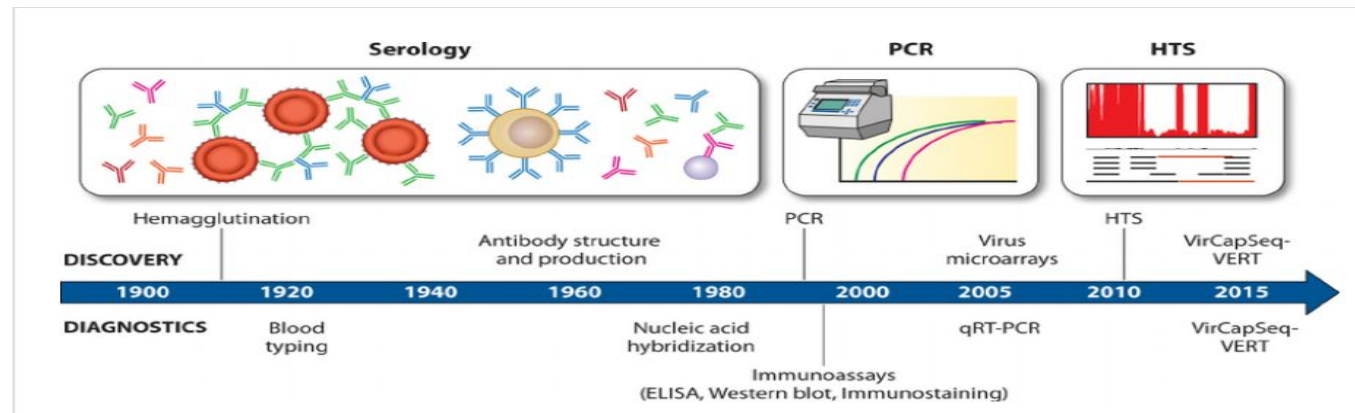 Serology
PCR
HTS
Hemagglutination
PCR
HTS
Antibody structure
and production
Virus
microarrays
VirCapSeq-
VERT
DISCOVERY
1900 1920 1940 1960 1980 2000 2005 2010 2015
DIAGNOSTICS
Blood
typing
Nucleic acid
hybridization
qRT-PCR
VirCapSeq-
VERT
Immunoassays
(ELISA, Western blot, Immunostaining)